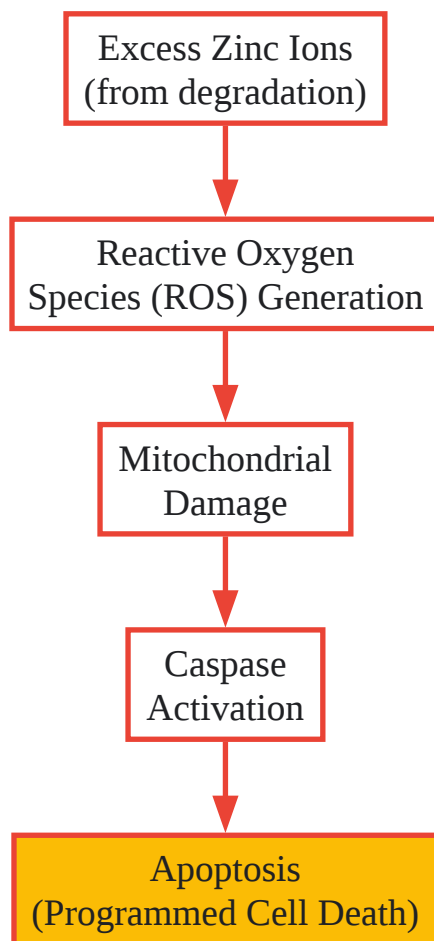 Excess Zinc Ions
(from degradation)
Reactive Oxygen
Species (ROS) Generation
Mitochondrial
Damage
Caspase
Activation
Apoptosis
(Programmed Cell Death)